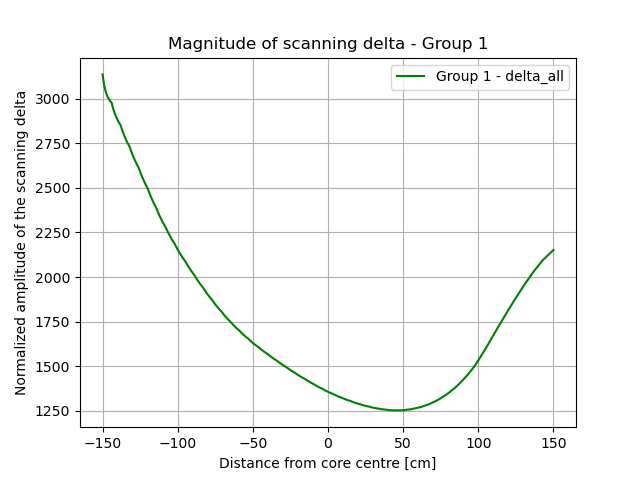 Magnitude of scanning delta - Group 1
Group 1 - delta_all
Normalized amplitude of the scanning delta
3000
2750
2500
2250
2000
1750
1500
1250
−150 −100 −50 0 50 100 150
Distance from core centre [cm]